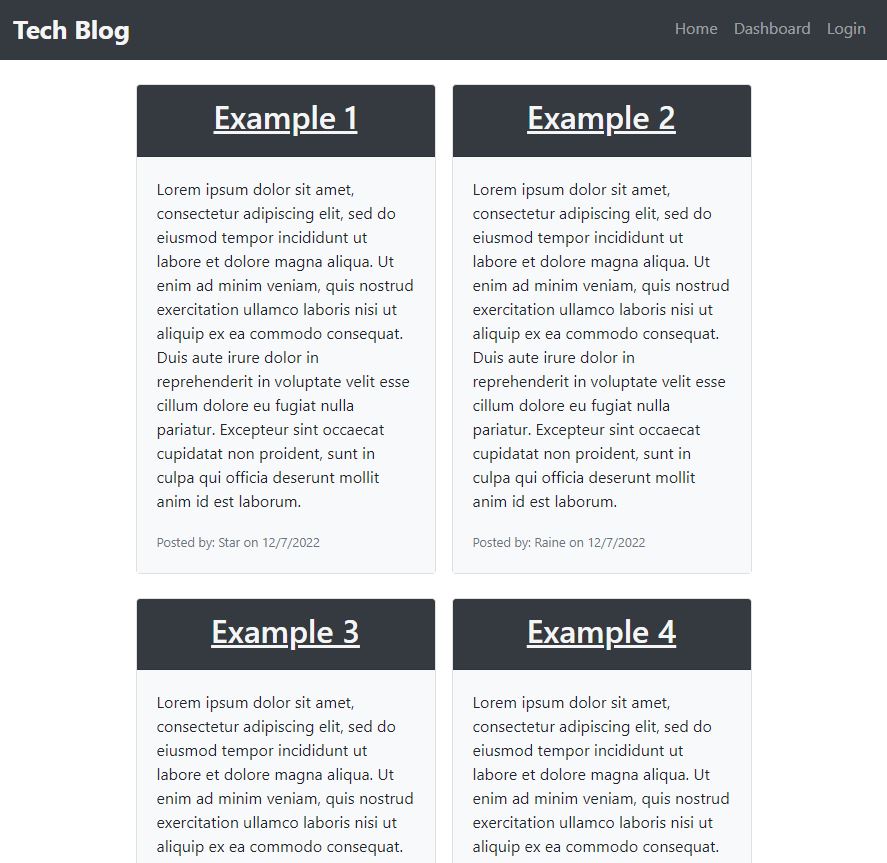 Tech Blog
Home Dashboard Login
Example 1
Lorem ipsum dolor sit amet,
consectetur adipiscing elit, sed do
eiusmod tempor incididunt ut
labore et dolore magna aliqua. Ut
enim ad minim veniam, quis nostrud
exercitation ullamco laboris nisi ut
aliquip ex ea commodo consequat.
Duis aute irure dolor in
reprehenderit in voluptate velit esse
cillum dolore eu fugiat nulla
pariatur. Excepteur sint occaecat
cupidatat non proident, sunt in
culpa qui officia deserunt mollit
anim id est laborum.
Posted by: Star on 12/7/2022
Example 2
Lorem ipsum dolor sit amet,
consectetur adipiscing elit, sed do
eiusmod tempor incididunt ut
labore et dolore magna aliqua. Ut
enim ad minim veniam, quis nostrud
exercitation ullamco laboris nisi ut
aliquip ex ea commodo consequat.
Duis aute irure dolor in
reprehenderit in voluptate velit esse
cillum dolore eu fugiat nulla
pariatur. Excepteur sint occaecat
cupidatat non proident, sunt in
culpa qui officia deserunt mollit
anim id est laborum.
Posted by: Raine on 12/7/2022
Example 3
Lorem ipsum dolor sit amet,
consectetur adipiscing elit, sed do
eiusmod tempor incididunt ut
labore et dolore magna aliqua. Ut
enim ad minim veniam, quis nostrud
exercitation ullamco laboris nisi ut
aliquip ex ea commodo consequat.
Example 4
Lorem ipsum dolor sit amet,
consectetur adipiscing elit, sed do
eiusmod tempor incididunt ut
labore et dolore magna aliqua. Ut
enim ad minim veniam, quis nostrud
exercitation ullamco laboris nisi ut
aliquip ex ea commodo consequat.